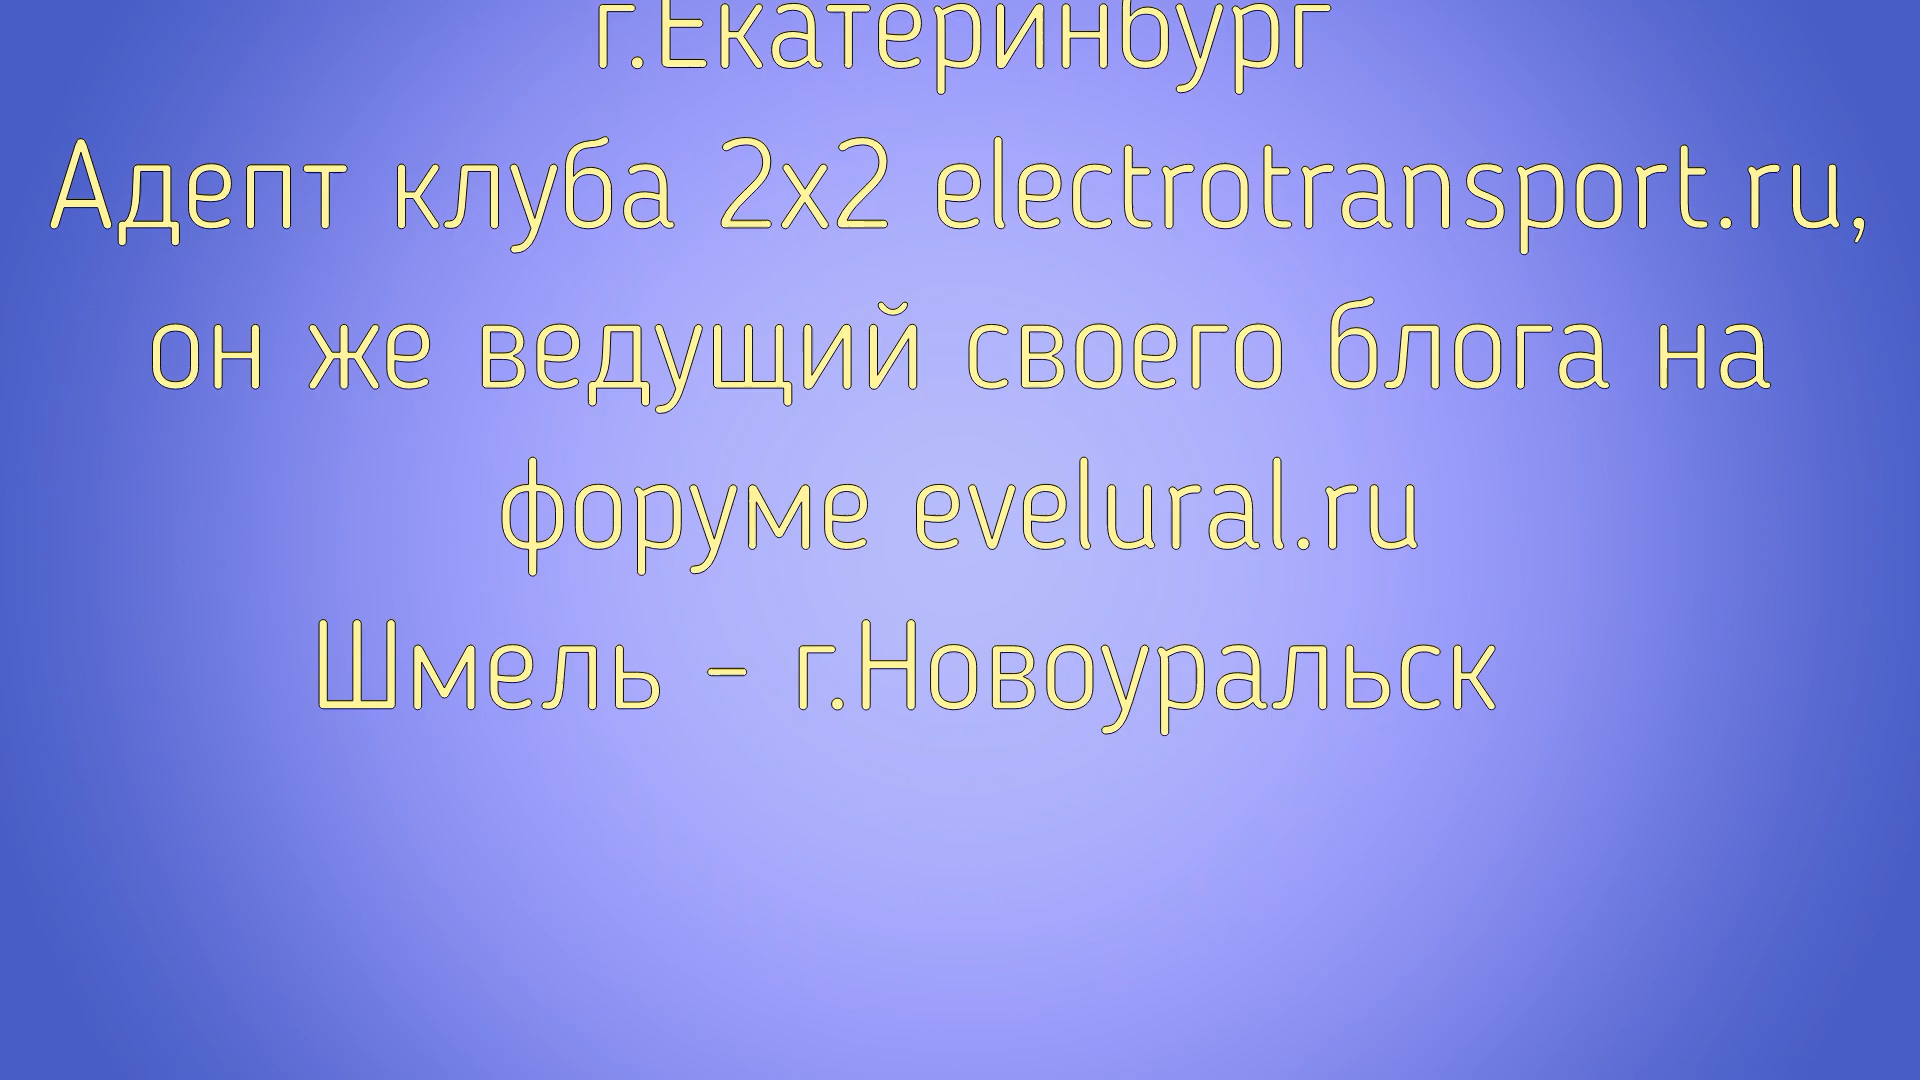 г.Екатеринбург
Адепт клуба 2х2 electrotransport.ru,
он же ведущий своего блога на
форуме evelural.ru
Шмель - г.Новоуральск